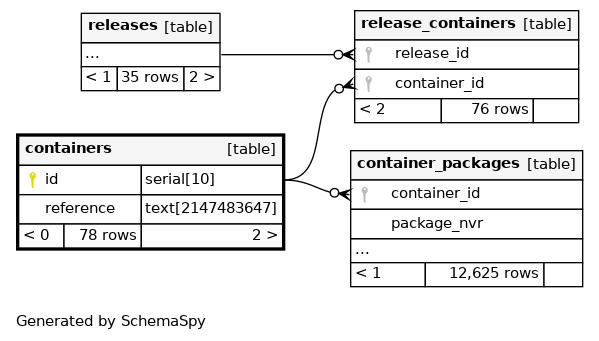 releases [table]
...
< 1 35 rows 2 >
release_containers [table]
release_id
container_id
< 2 76 rows
containers [table]
id serial[10]
reference text[2147483647]
< 0 78 rows 2 >
container_packages [table]
container_id
package_nvr
...
< 1 12,625 rows
Generated by SchemaSpy